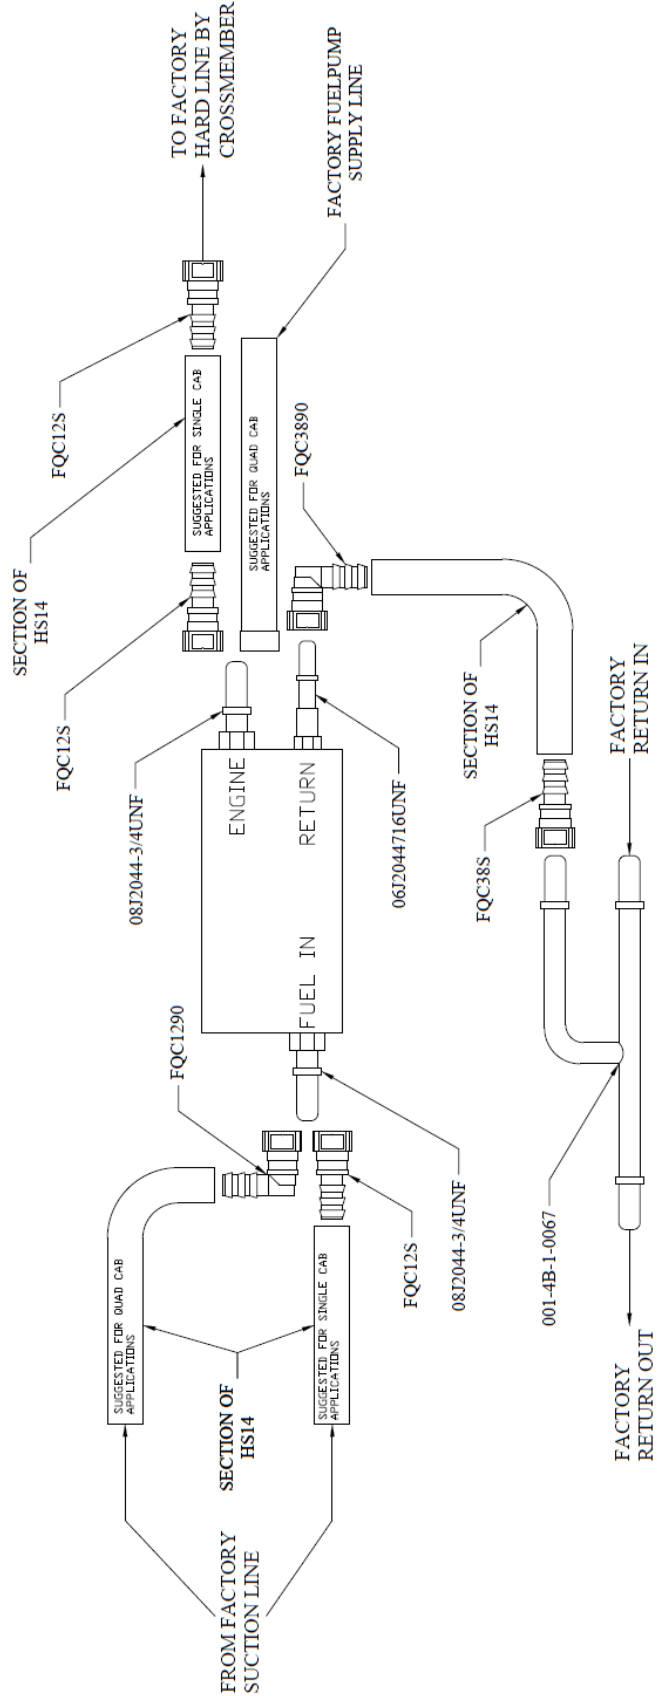 FROM FACTORY
SUCTION LINE
SUGGESTED FOR QUAD CAB
APPLICATIONS
SECTION OF
HS14
SUGGESTED FOR SINGLE CAB
APPLICATIONS
FQC1290
FQC12S
08J2044-3/4UNF
FUEL IN
ENGINE
RETURN
08J2044-3/4UNF
06J2044716UNF
FQC12S
SECTION OF
HS14
FQC12S
SUGGESTED FOR SINGLE CAB
APPLICATIONS
TO FACTORY
HARD LINE BY
CROSSMEMBER
SUGGESTED FOR QUAD CAB
APPLICATIONS
FACTORY FUELPUMP
SUPPLY LINE
FQC3890
SECTION OF
HS14
FQC38S
001-4B-1-0067
FACTORY
RETURN OUT
FACTORY
RETURN IN